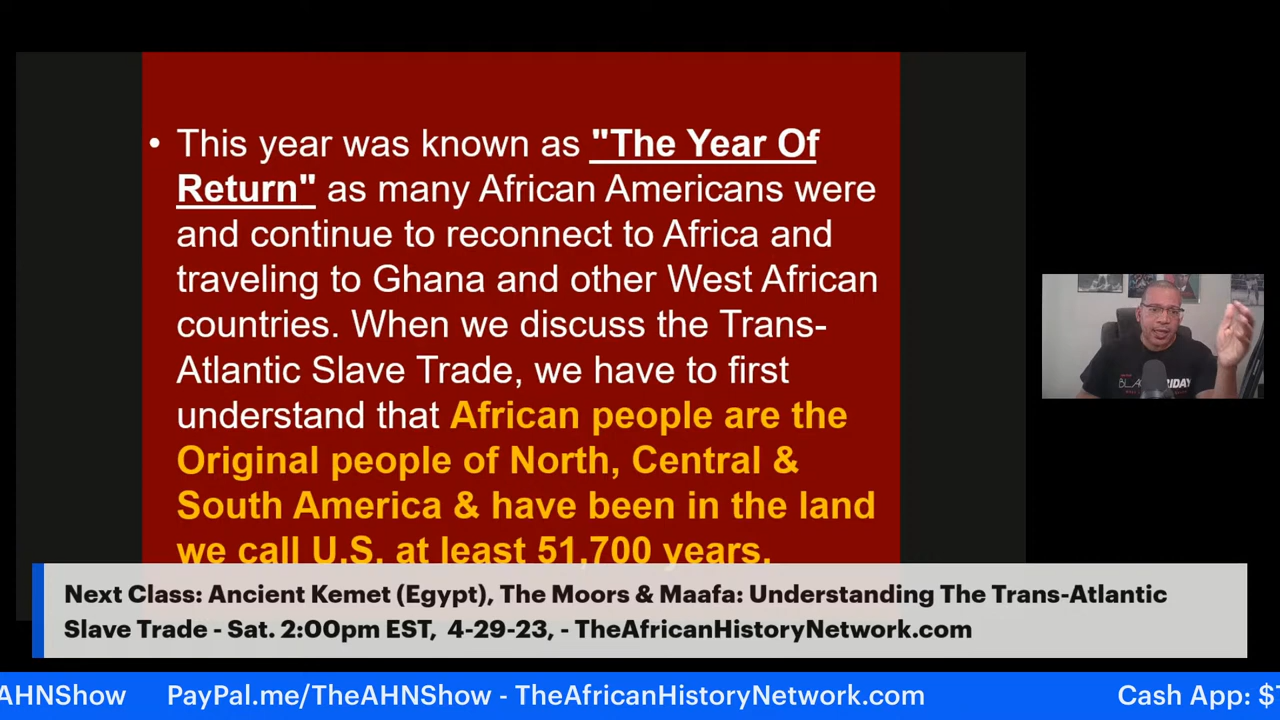 • This year was known as "The Year Of
Return" as many African Americans were
and continue to reconnect to Africa and
traveling to Ghana and other West African
countries. When we discuss the Trans-
Atlantic Slave Trade, we have to first
understand that African people are the
Original people of North, Central &
South America & have been in the land
we call U.S. at least 51,700 years.
Next Class: Ancient Kemet (Egypt), The Moors & Maafa: Understanding The Trans-Atlantic
Slave Trade - Sat. 2:00pm EST, 4-29-23, - TheAfricanHistoryNetwork.com
AHNShow PayPal.me/TheAHNShow - TheAfricanHistoryNetwork.com Cash App: $